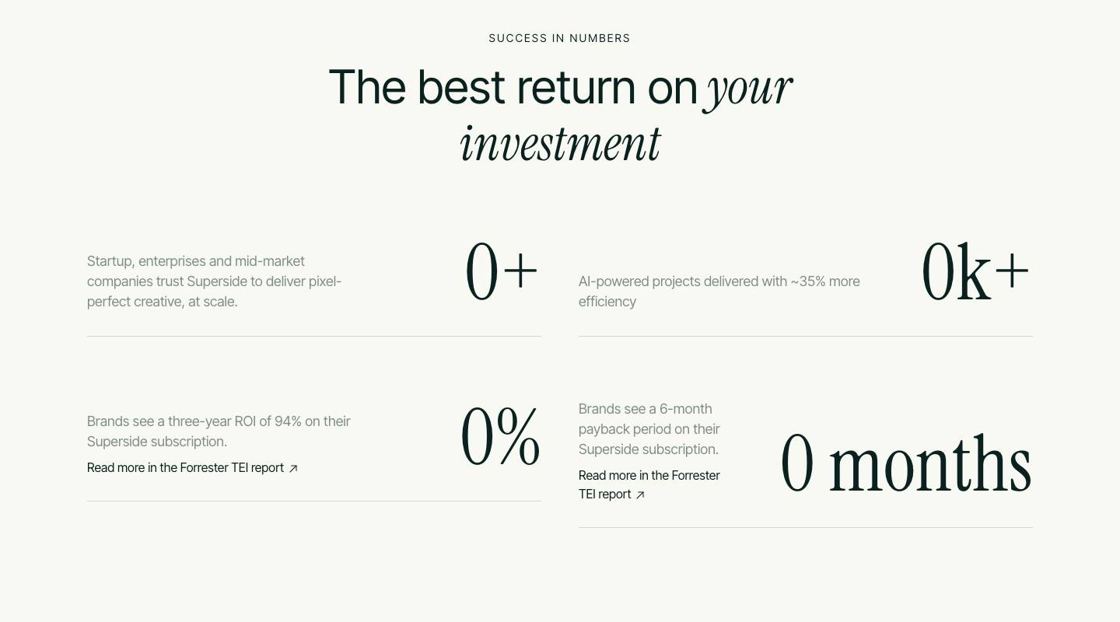 SUCCESS IN NUMBERS
The best return on your
investment
Startup, enterprises and mid-market
companies trust Superside to deliver pixel-
perfect creative, at scale.
0+
AI-powered projects delivered with ~35% more
efficiency
0k+
Brands see a three-year ROI of 94% on their
Superside subscription.
Read more in the Forrester TEI report ↗
0%
Brands see a 6-month
payback period on their
Superside subscription.
Read more in the Forrester
TEI report ↗
0 months